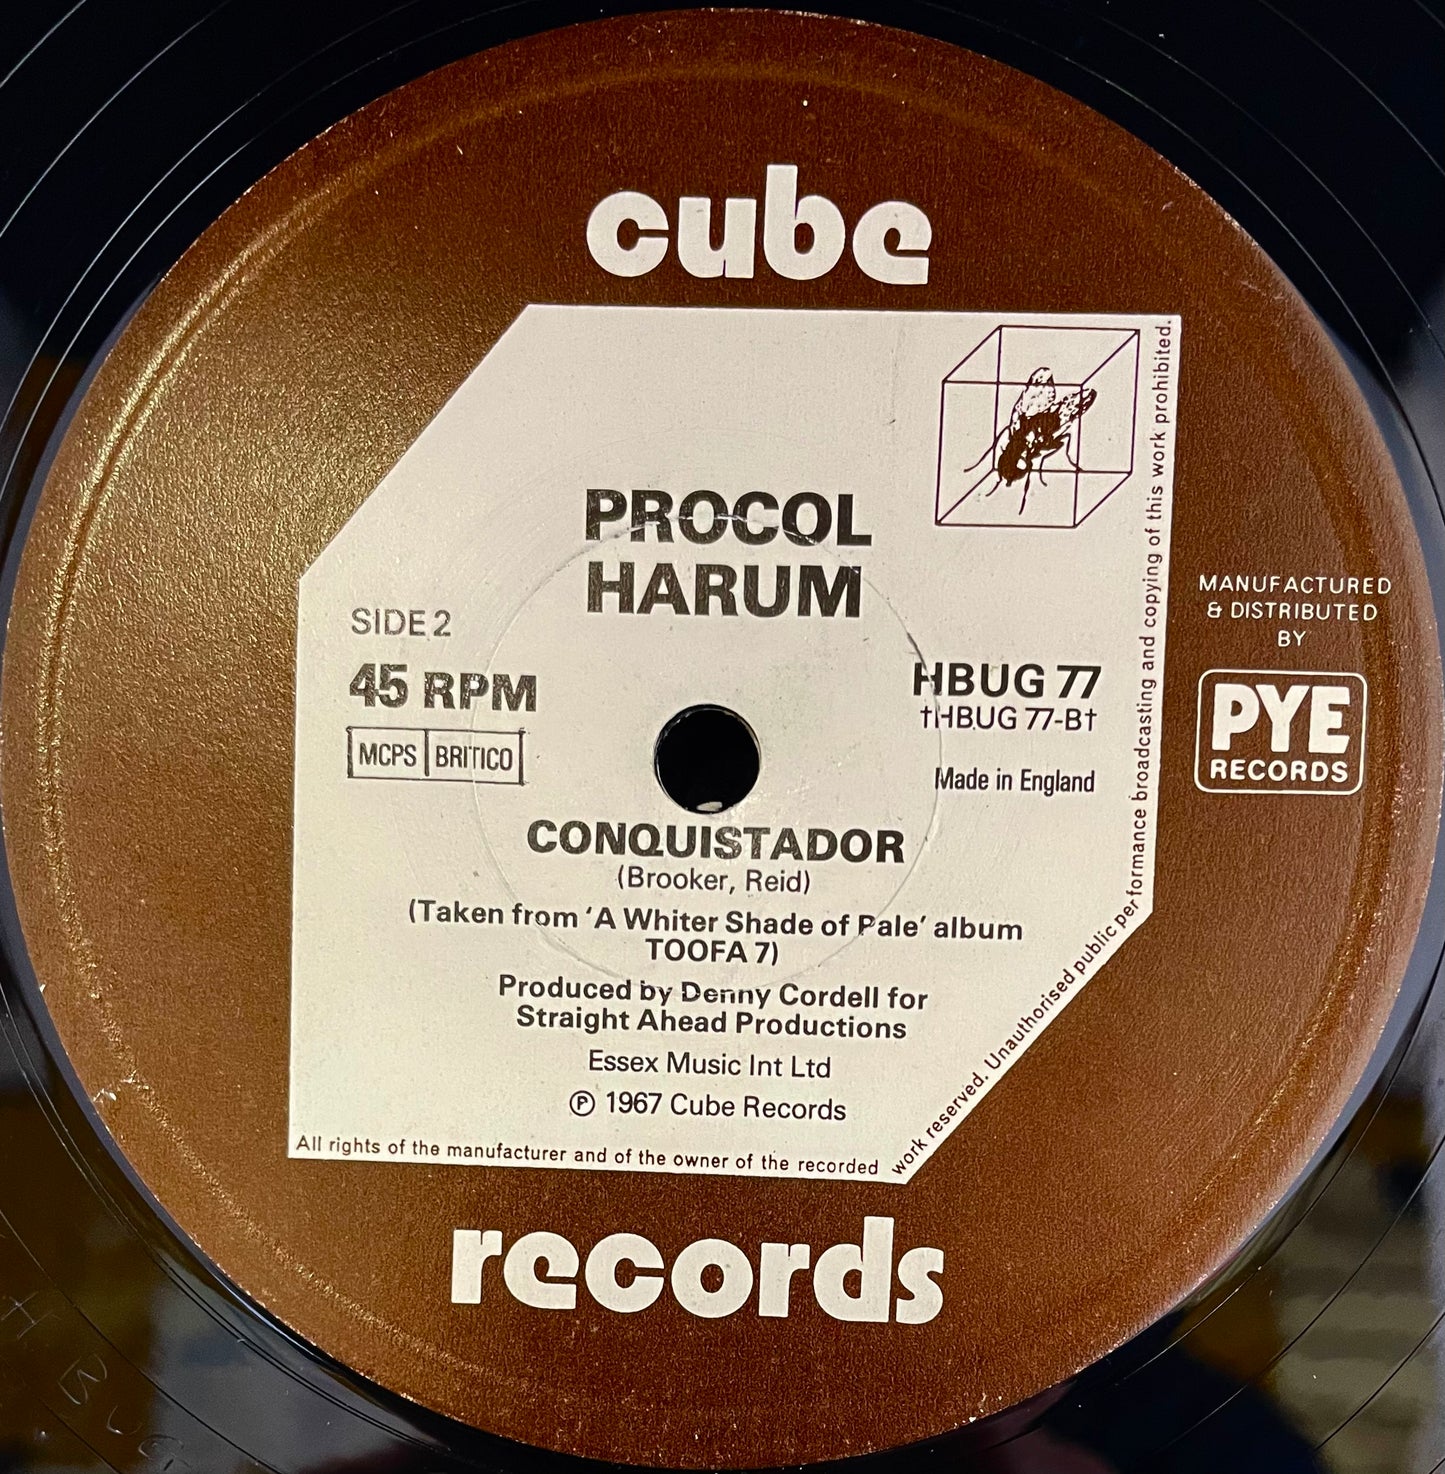 cube
PROCOL
HARUM
SIDE 2
45 RPM
MCPS BRITICO
HBUG 77
†HBUG 77-B†
Made in England
CONQUISTADOR
(Brooker, Reid)
(Taken from ‘A Whiter Shade of Pale’ album
TOOFA 7)
Produced by Denny Cordell for
Straight Ahead Productions
Essex Music Int Ltd
℗ 1967 Cube Records
All rights of the manufacturer and of the owner of the recorded work reserved. Unauthorised public performance broadcasting and copying of this work prohibited.
MANUFACTURED
& DISTRIBUTED
BY
PYE
RECORDS
records